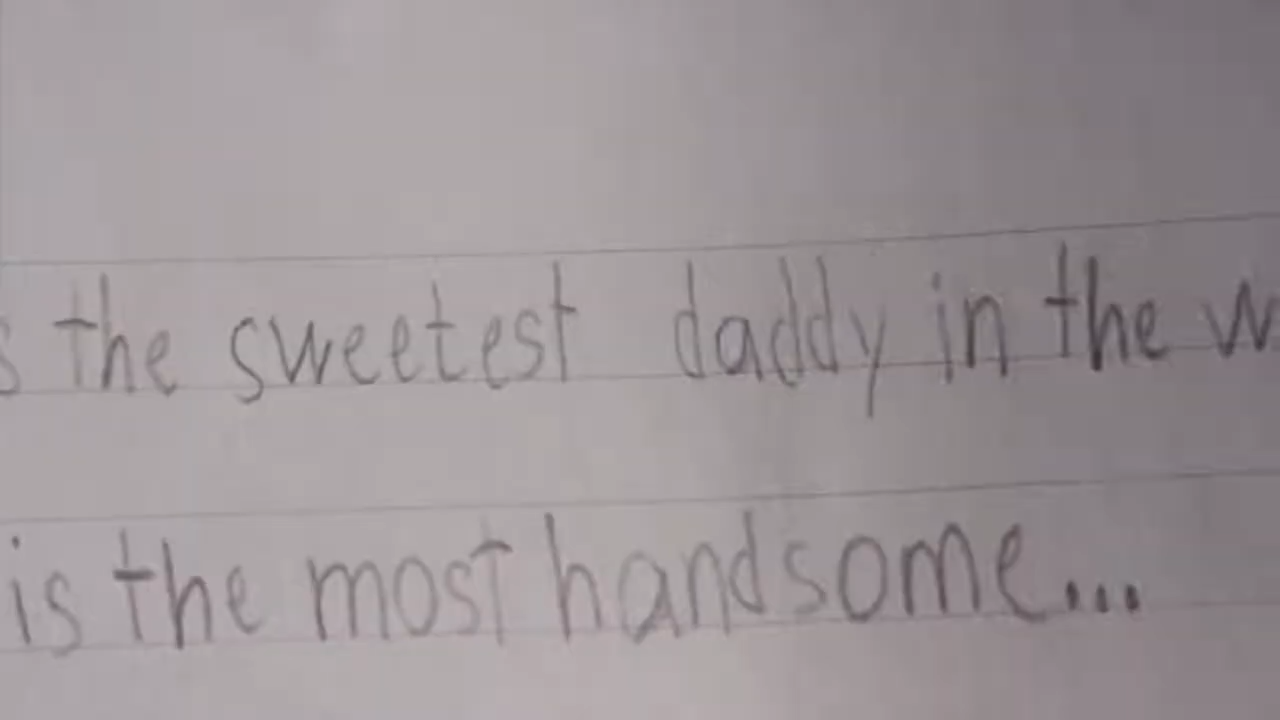 s the sweetest daddy in the w
is the most handsome...